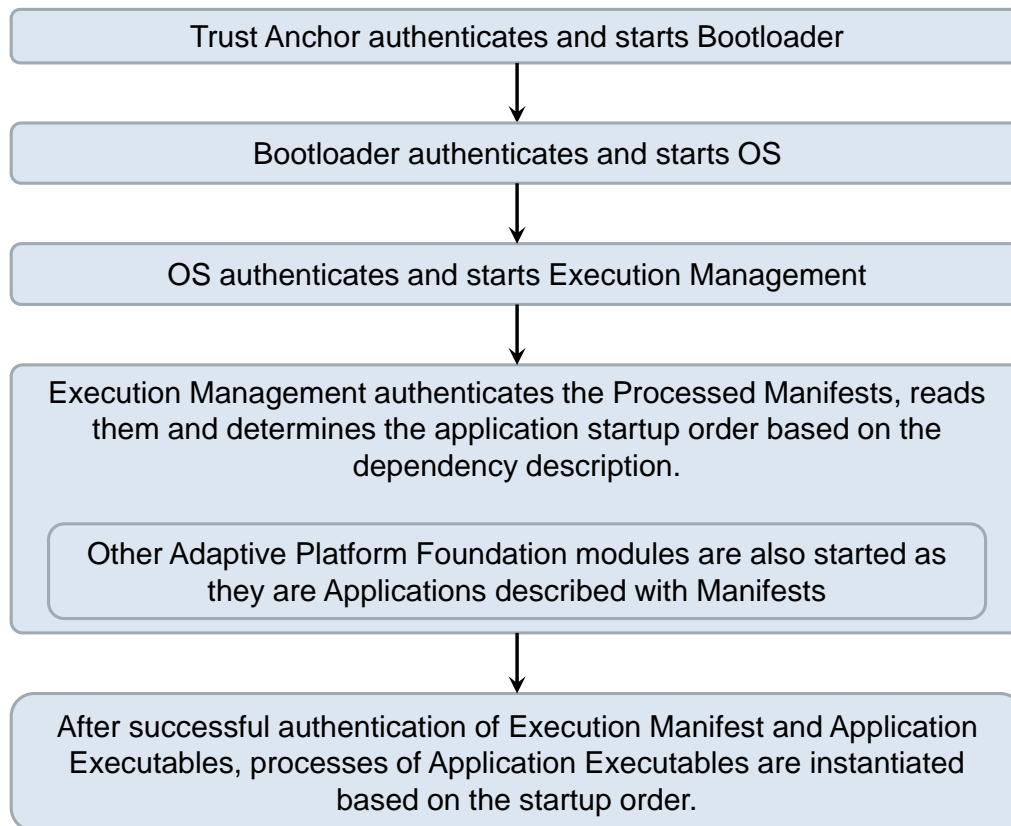 Trust Anchor authenticates and starts Bootloader
Bootloader authenticates and starts OS
OS authenticates and starts Execution Management
Execution Management authenticates the Processed Manifests, reads
them and determines the application startup order based on the
dependency description.
Other Adaptive Platform Foundation modules are also started as
they are Applications described with Manifests
After successful authentication of Execution Manifest and Application
Executables, processes of Application Executables are instantiated
based on the startup order.